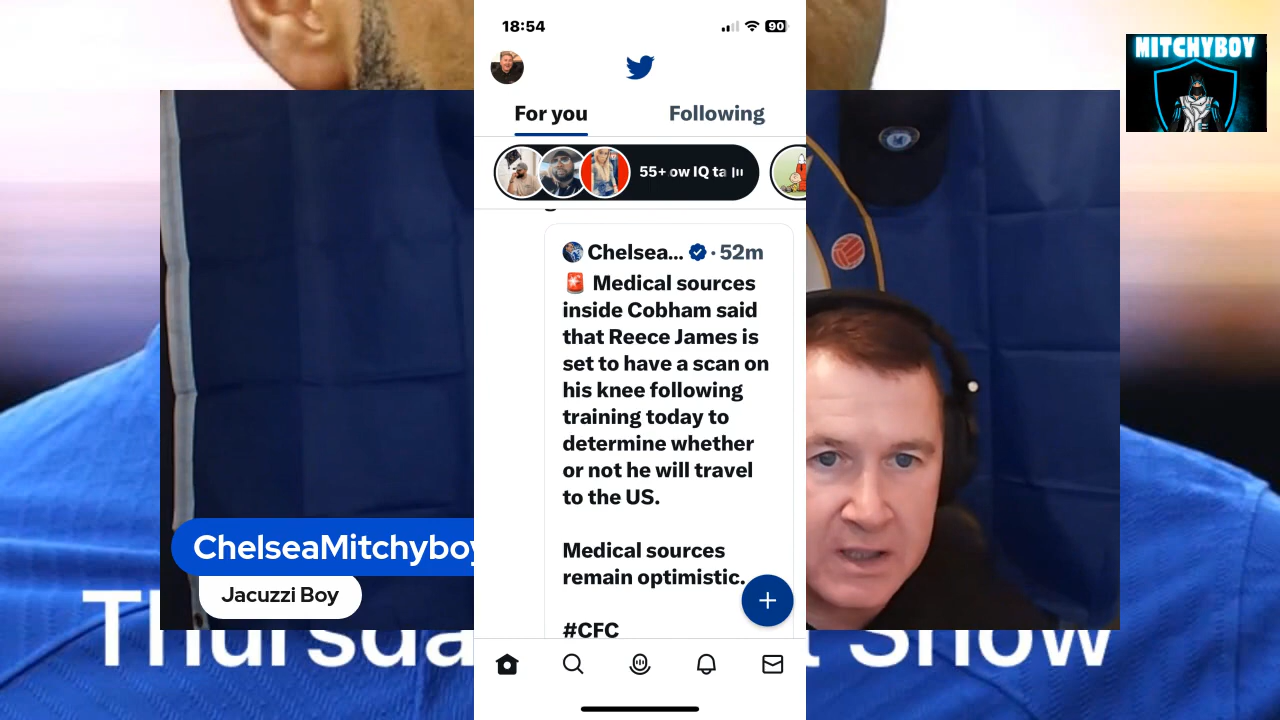 18:54
90
MITCHYBOY
For you
Following
55+ ow IQ ta
Chelsea... · 52m
🚨 Medical sources
inside Cobham said
that Reece James is
set to have a scan on
his knee following
training today to
determine whether
or not he will travel
to the US.
Medical sources
remain optimistic.
#CFC
ChelseaMitchyboy
Jacuzzi Boy
Thursda
t Show